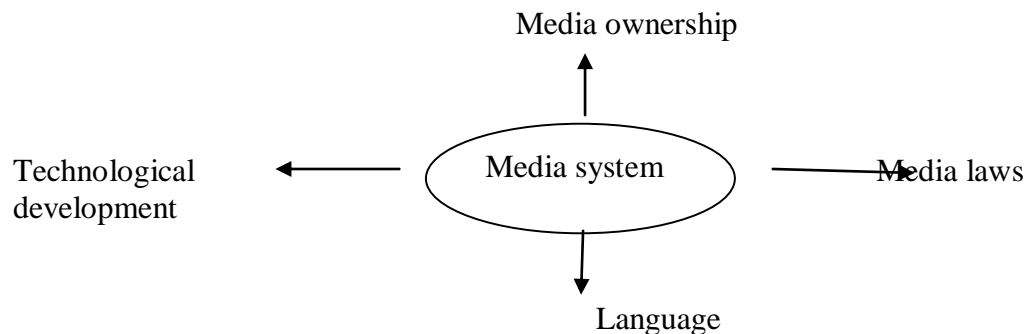 Media ownership
Technological
development
Media system
Media laws
Language